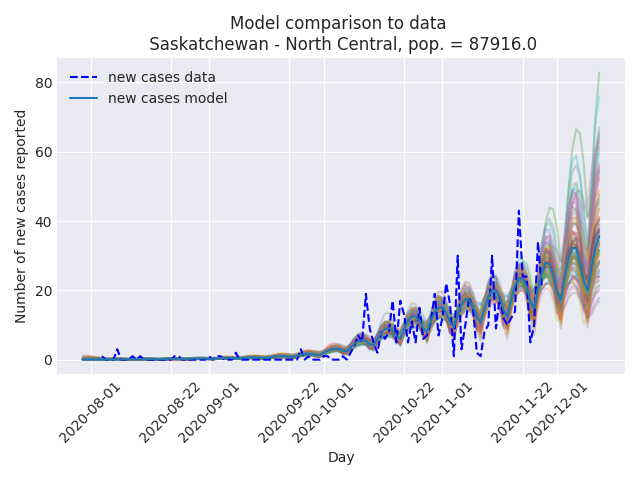 Model comparison to data
Saskatchewan - North Central, pop. = 87916.0
new cases data
new cases model
Number of new cases reported
80
60
40
20
0
2020-08-01
2020-08-22
2020-09-01
2020-09-22
2020-10-01
2020-10-22
2020-11-01
2020-11-22
2020-12-01
Day